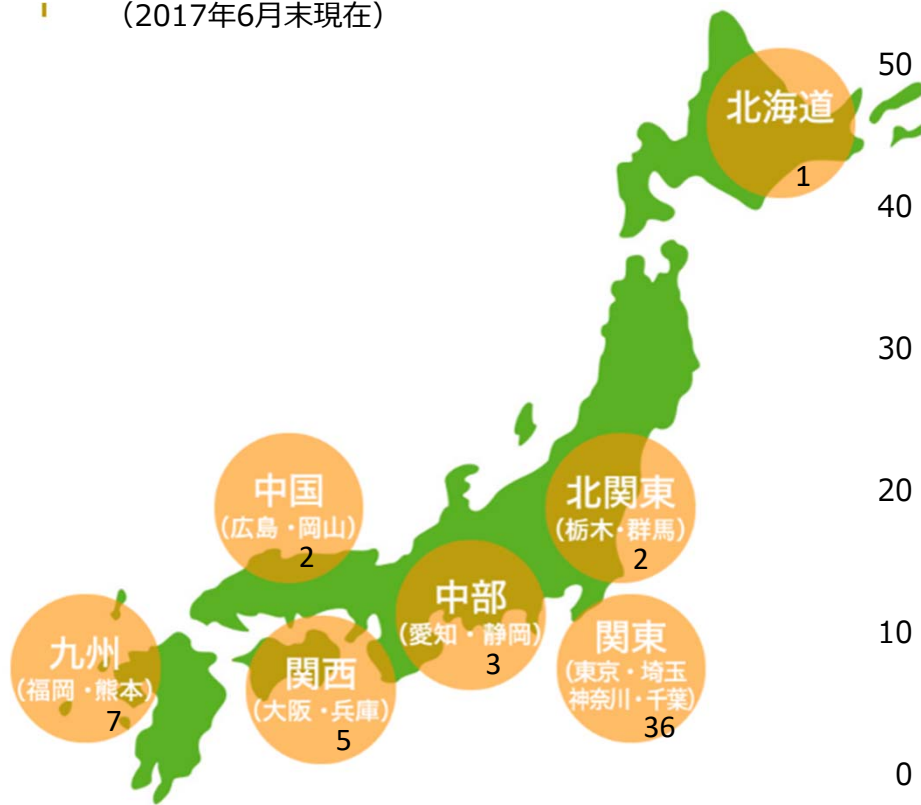 （2017年6月末現在）
50
北海道
1
40
30
20
中国
（広島・岡山）
2
北関東
（栃木・群馬）
2
中部
（愛知・静岡）
3
10
九州
（福岡・熊本）
7
関西
（大阪・兵庫）
5
関東
（東京・埼玉
神奈川・千葉）
36
0